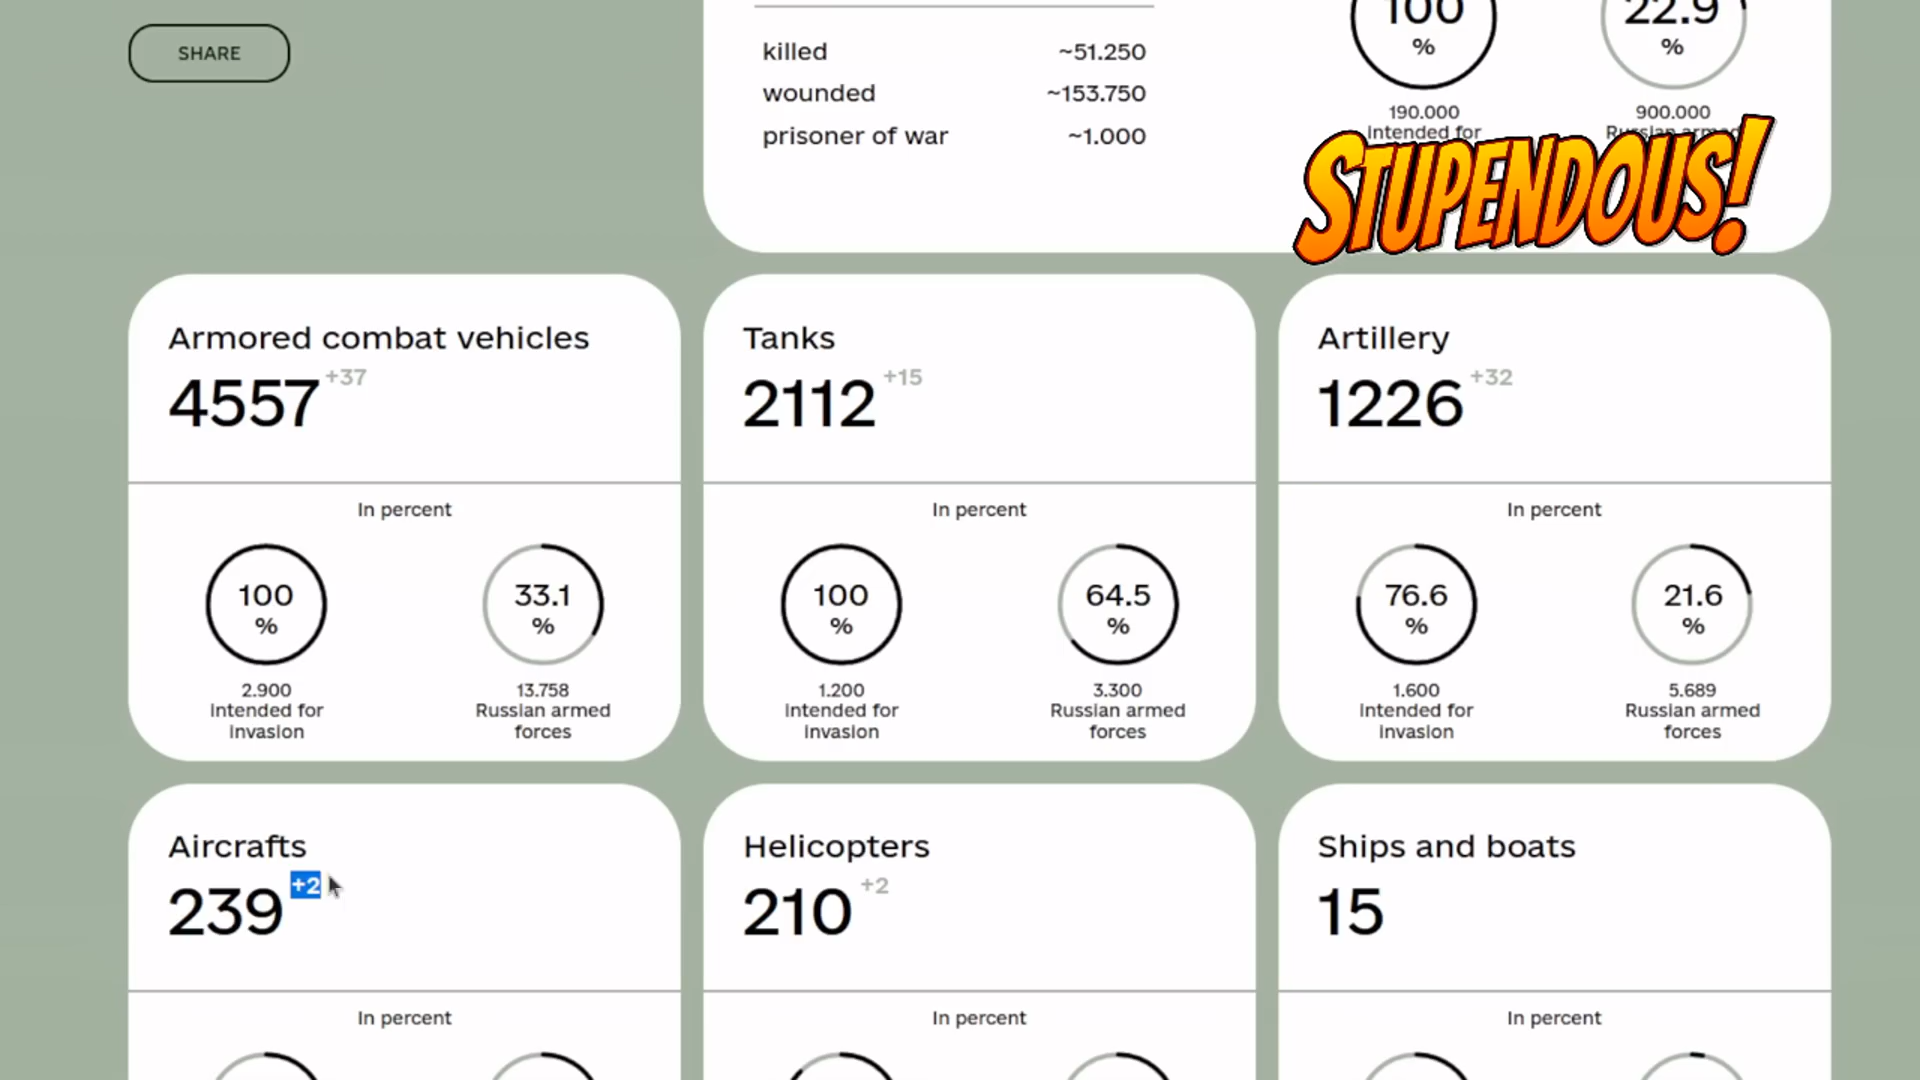 SHARE
killed ~51.250
wounded ~153.750
prisoner of war ~1.000
100
%
190.000
Intended for
22.9
%
900.000
Russian armed
STUPENDOUS!
Armored combat vehicles
4557 +37
In percent
100
%
2.900
Intended for
invasion
33.1
%
13.758
Russian armed
forces
Tanks
2112 +15
In percent
100
%
1.200
Intended for
invasion
64.5
%
3.300
Russian armed
forces
Artillery
1226 +32
In percent
76.6
%
1.600
Intended for
invasion
21.6
%
5.689
Russian armed
forces
Aircrafts
239 +2
In percent
Helicopters
210 +2
In percent
Ships and boats
15
In percent